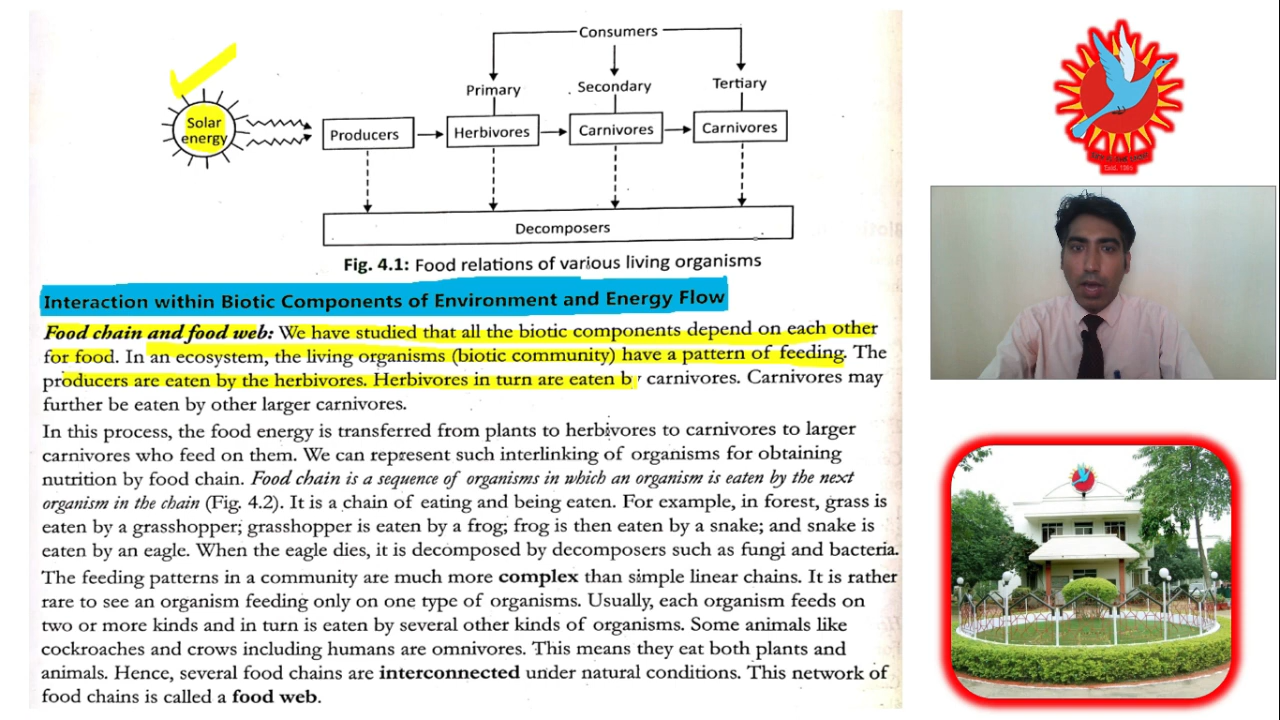 Consumers
Primary
Secondary
Tertiary
Solar
energy
Producers
Herbivores
Carnivores
Carnivores
Decomposers
Fig. 4.1: Food relations of various living organisms
Interaction within Biotic Components of Environment and Energy Flow
Food chain and food web: We have studied that all the biotic components depend on each other
for food. In an ecosystem, the living organisms (biotic community) have a pattern of feeding. The
producers are eaten by the herbivores. Herbivores in turn are eaten by carnivores. Carnivores may
further be eaten by other larger carnivores.
In this process, the food energy is transferred from plants to herbivores to carnivores to larger
carnivores who feed on them. We can represent such interlinking of organisms for obtaining
nutrition by food chain. Food chain is a sequence of organisms in which an organism is eaten by the next
organism in the chain (Fig. 4.2). It is a chain of eating and being eaten. For example, in forest, grass is
eaten by a grasshopper; grasshopper is eaten by a frog; frog is then eaten by a snake; and snake is
eaten by an eagle. When the eagle dies, it is decomposed by decomposers such as fungi and bacteria.
The feeding patterns in a community are much more complex than simple linear chains. It is rather
rare to see an organism feeding only on one type of organisms. Usually, each organism feeds on
two or more kinds and in turn is eaten by several other kinds of organisms. Some animals like
cockroaches and crows including humans are omnivores. This means they eat both plants and
animals. Hence, several food chains are interconnected under natural conditions. This network of
food chains is called a food web.
Estd. 1991